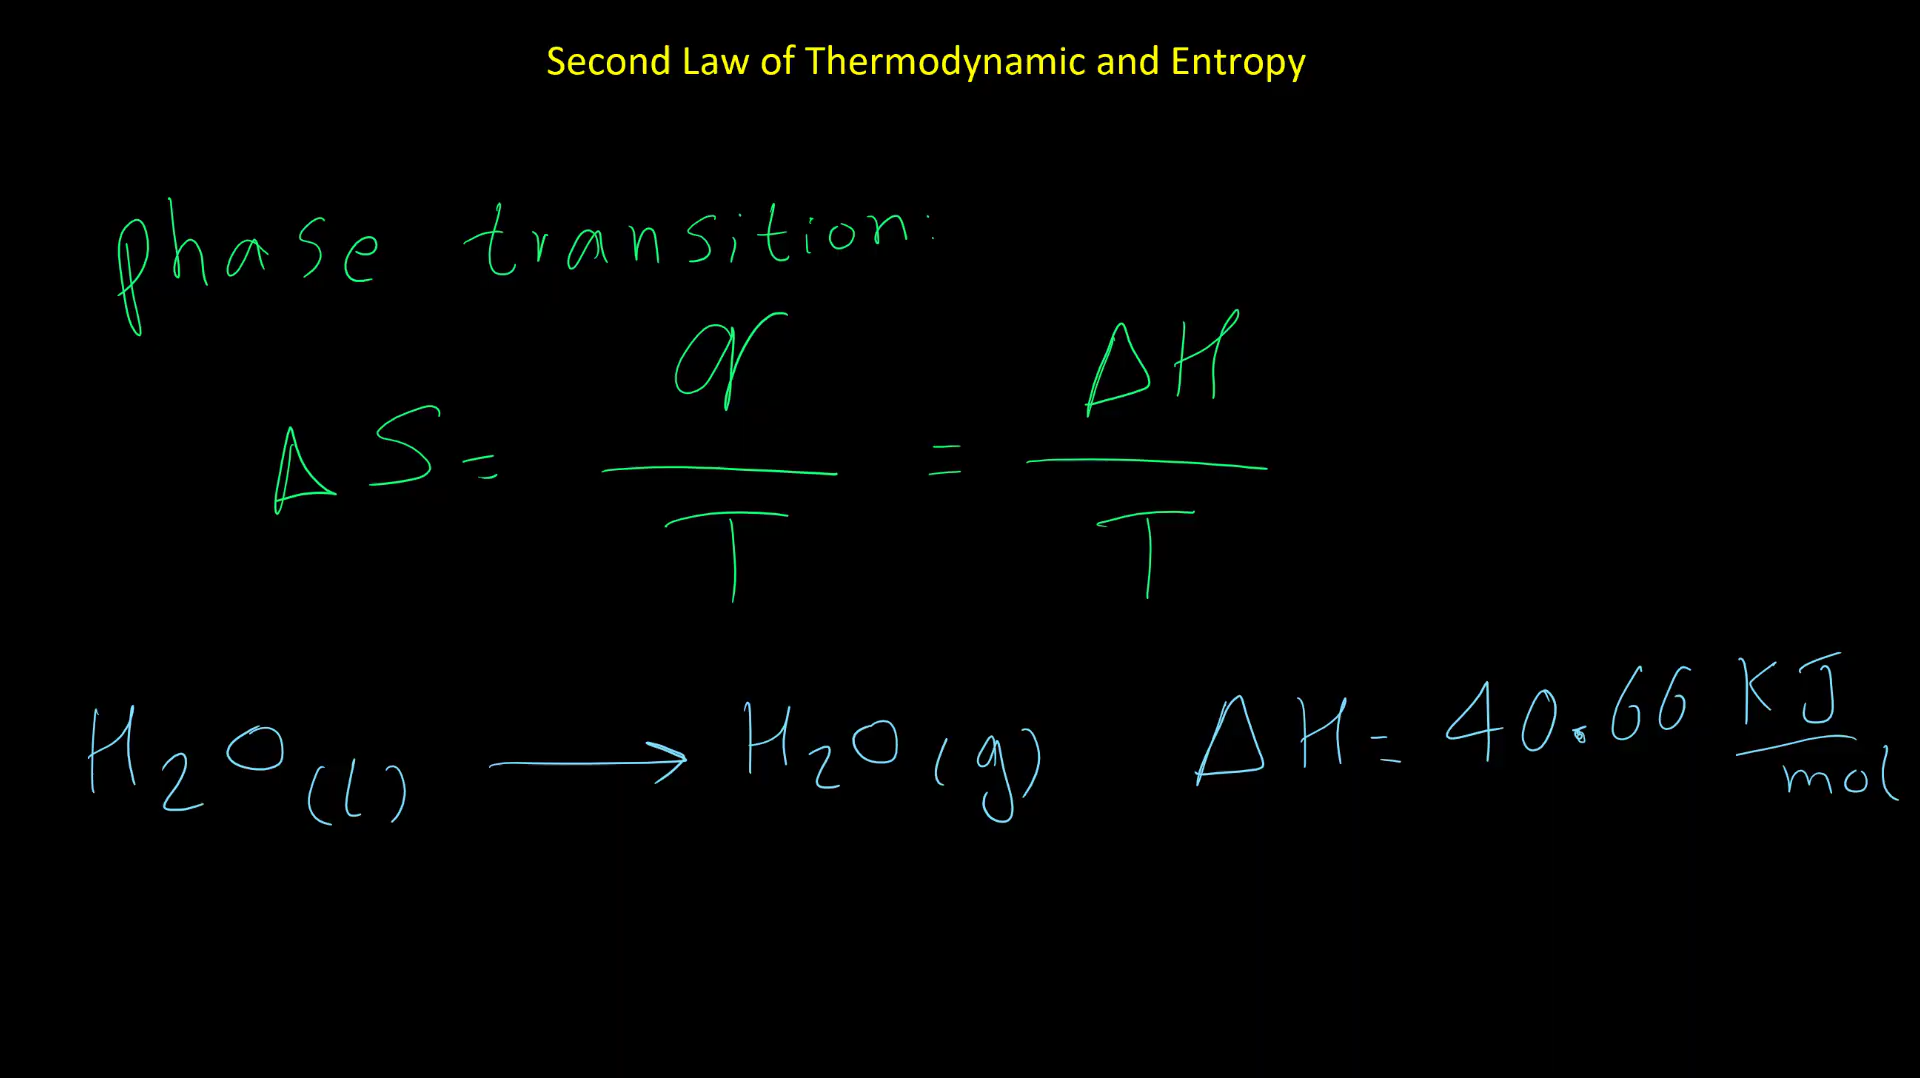 Second Law of Thermodynamic and Entropy
phase transition:
ΔS = q/T = ΔH/T
H₂O(l) → H₂O(g) ΔH = 40.66 KJ/mol